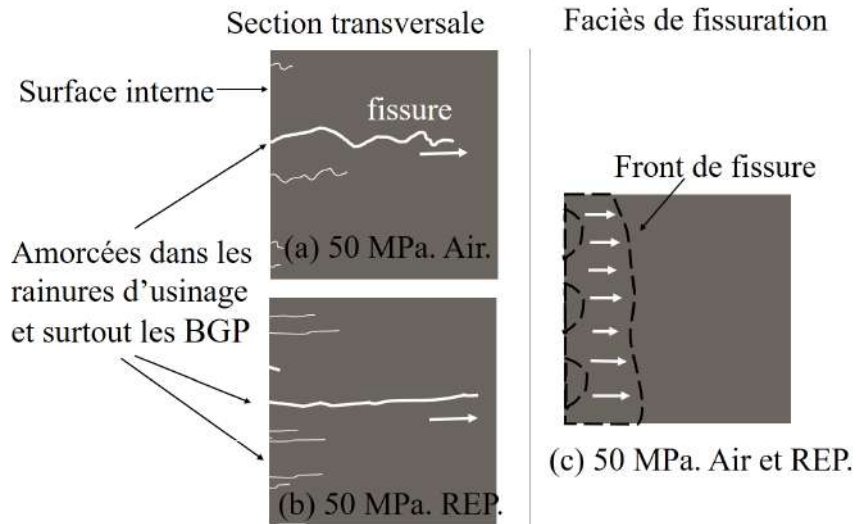 Section transversale
Faciès de fissuration
Surface interne
fissure
Front de fissure
Amorcées dans les
rainures d’usinage
et surtout les BGP
(a) 50 MPa. Air.
(b) 50 MPa. REP.
(c) 50 MPa. Air et REP.